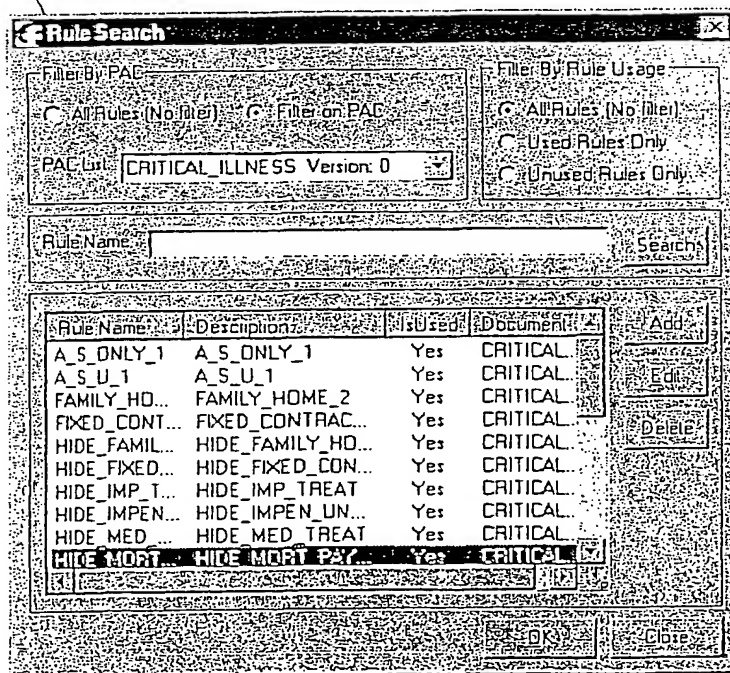 Rule Search
Filter By PAC
All Rules (No filter) Filter on PAC
PAC List: CRITICAL_ILLNESS Version: 0
Filter By Rule Usage
All Rules (No filter)
Used Rules Only
Unused Rules Only
Rule Name: Search
Rule Name Description IsUsed Document
A_S_ONLY_1 A_S_ONLY_1 Yes CRITICAL...
A_S_U_1 A_S_U_1 Yes CRITICAL...
FAMILY_HO... FAMILY_HOME_2 Yes CRITICAL...
FIXED_CONT... FIXED_CONTRAC... Yes CRITICAL...
HIDE_FAMIL... HIDE_FAMILY_HO... Yes CRITICAL...
HIDE_FIXED... HIDE_FIXED_CON... Yes CRITICAL...
HIDE_IMP_T... HIDE_IMP_TREAT Yes CRITICAL...
HIDE_IMPEN... HIDE_IMPEN_UN... Yes CRITICAL...
HIDE_MED_... HIDE_MED_TREAT Yes CRITICAL...
HIDE_MORT... HIDE_MORT_PAY... Yes CRITICAL...
Add
Edit
Delete
OK Close